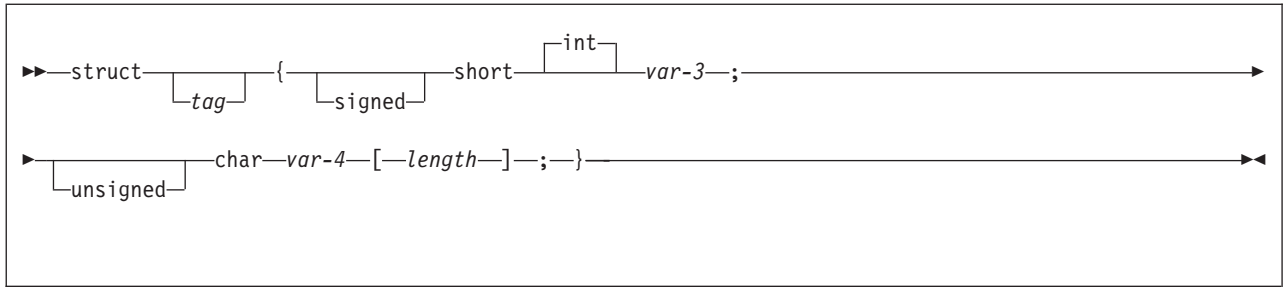 int
struct { short var-3 ;
tag signed
char var-4 [ length ] ; }
unsigned